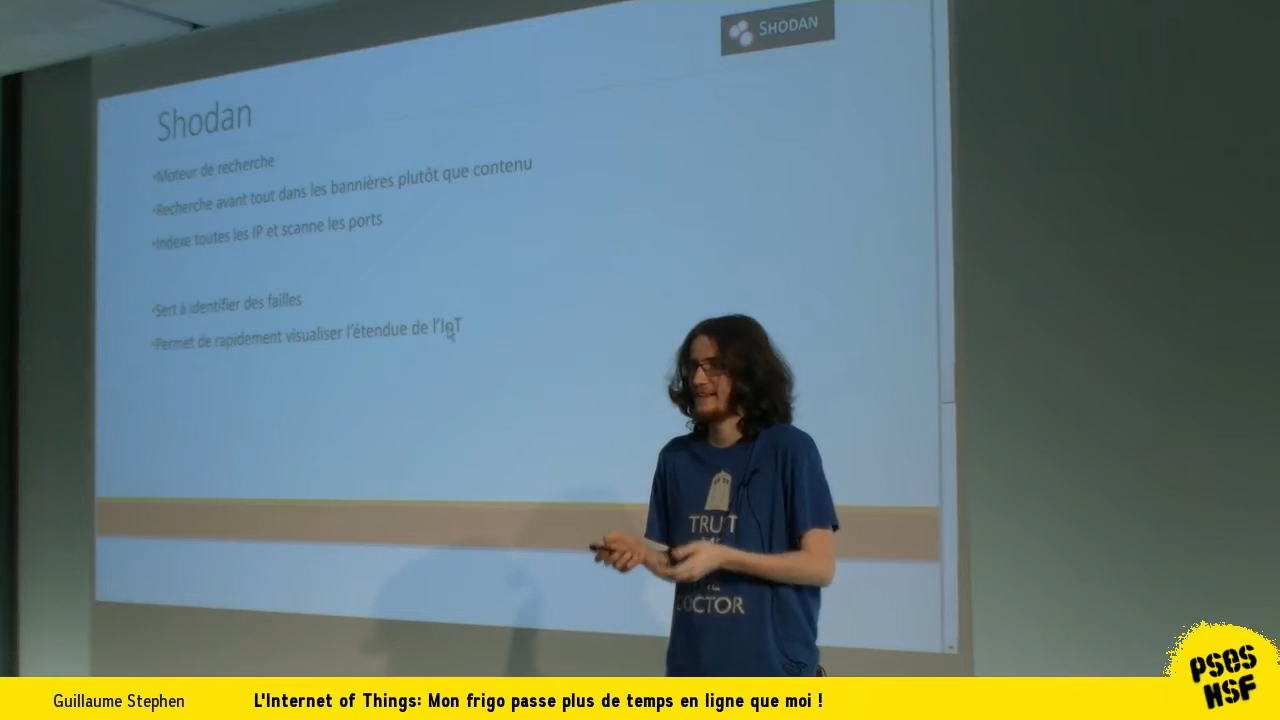 SHODAN
Shodan
•Moteur de recherche
•Recherche avant tout dans les bannières plutôt que contenu
•Indexe toutes les IP et scanne les ports
•Sert à identifier des failles
•Permet de rapidement visualiser l'étendue de l'IoT
TRUST
DOCTOR
PSES
HSF
Guillaume Stephen
L'Internet of Things: Mon frigo passe plus de temps en ligne que moi !